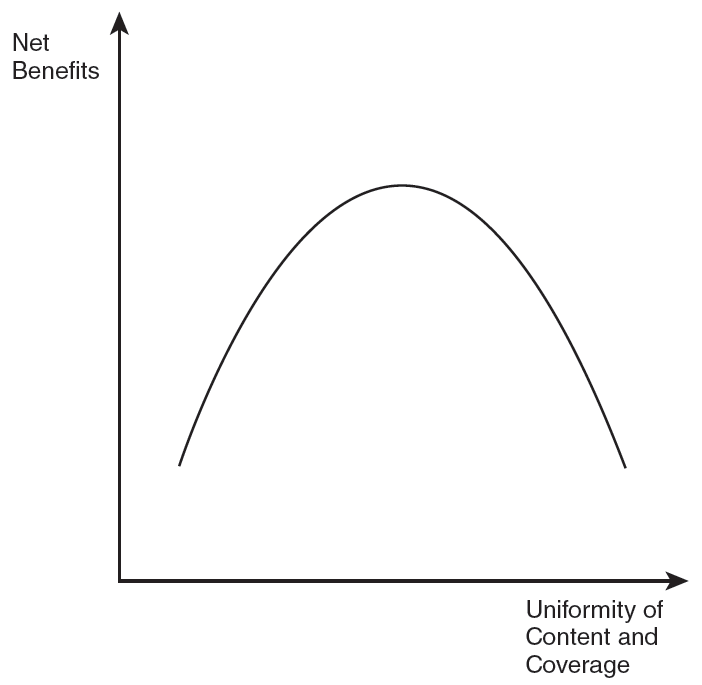 Net
Benefits
Uniformity of
Content and
Coverage